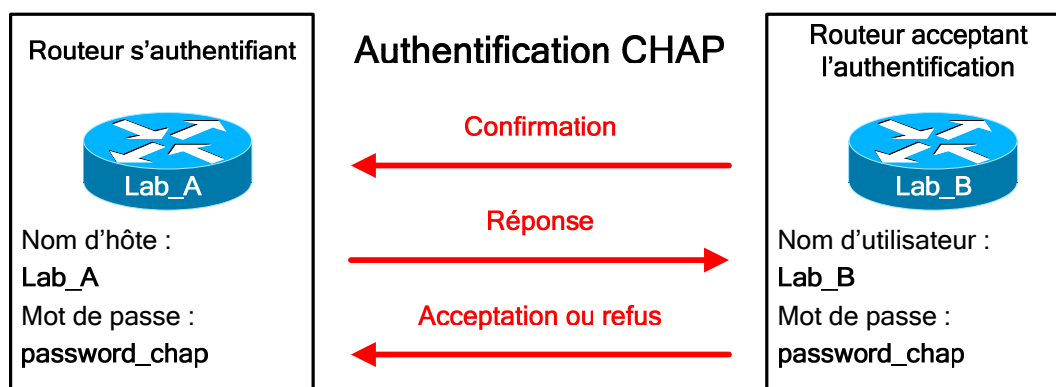 Routeur s'authentifiant
Lab_A
Nom d'hôte :
Lab_A
Mot de passe :
password_chap
Authentification CHAP
Confirmation
Réponse
Acceptation ou refus
Routeur acceptant
l'authentification
Lab_B
Nom d'utilisateur :
Lab_B
Mot de passe :
password_chap